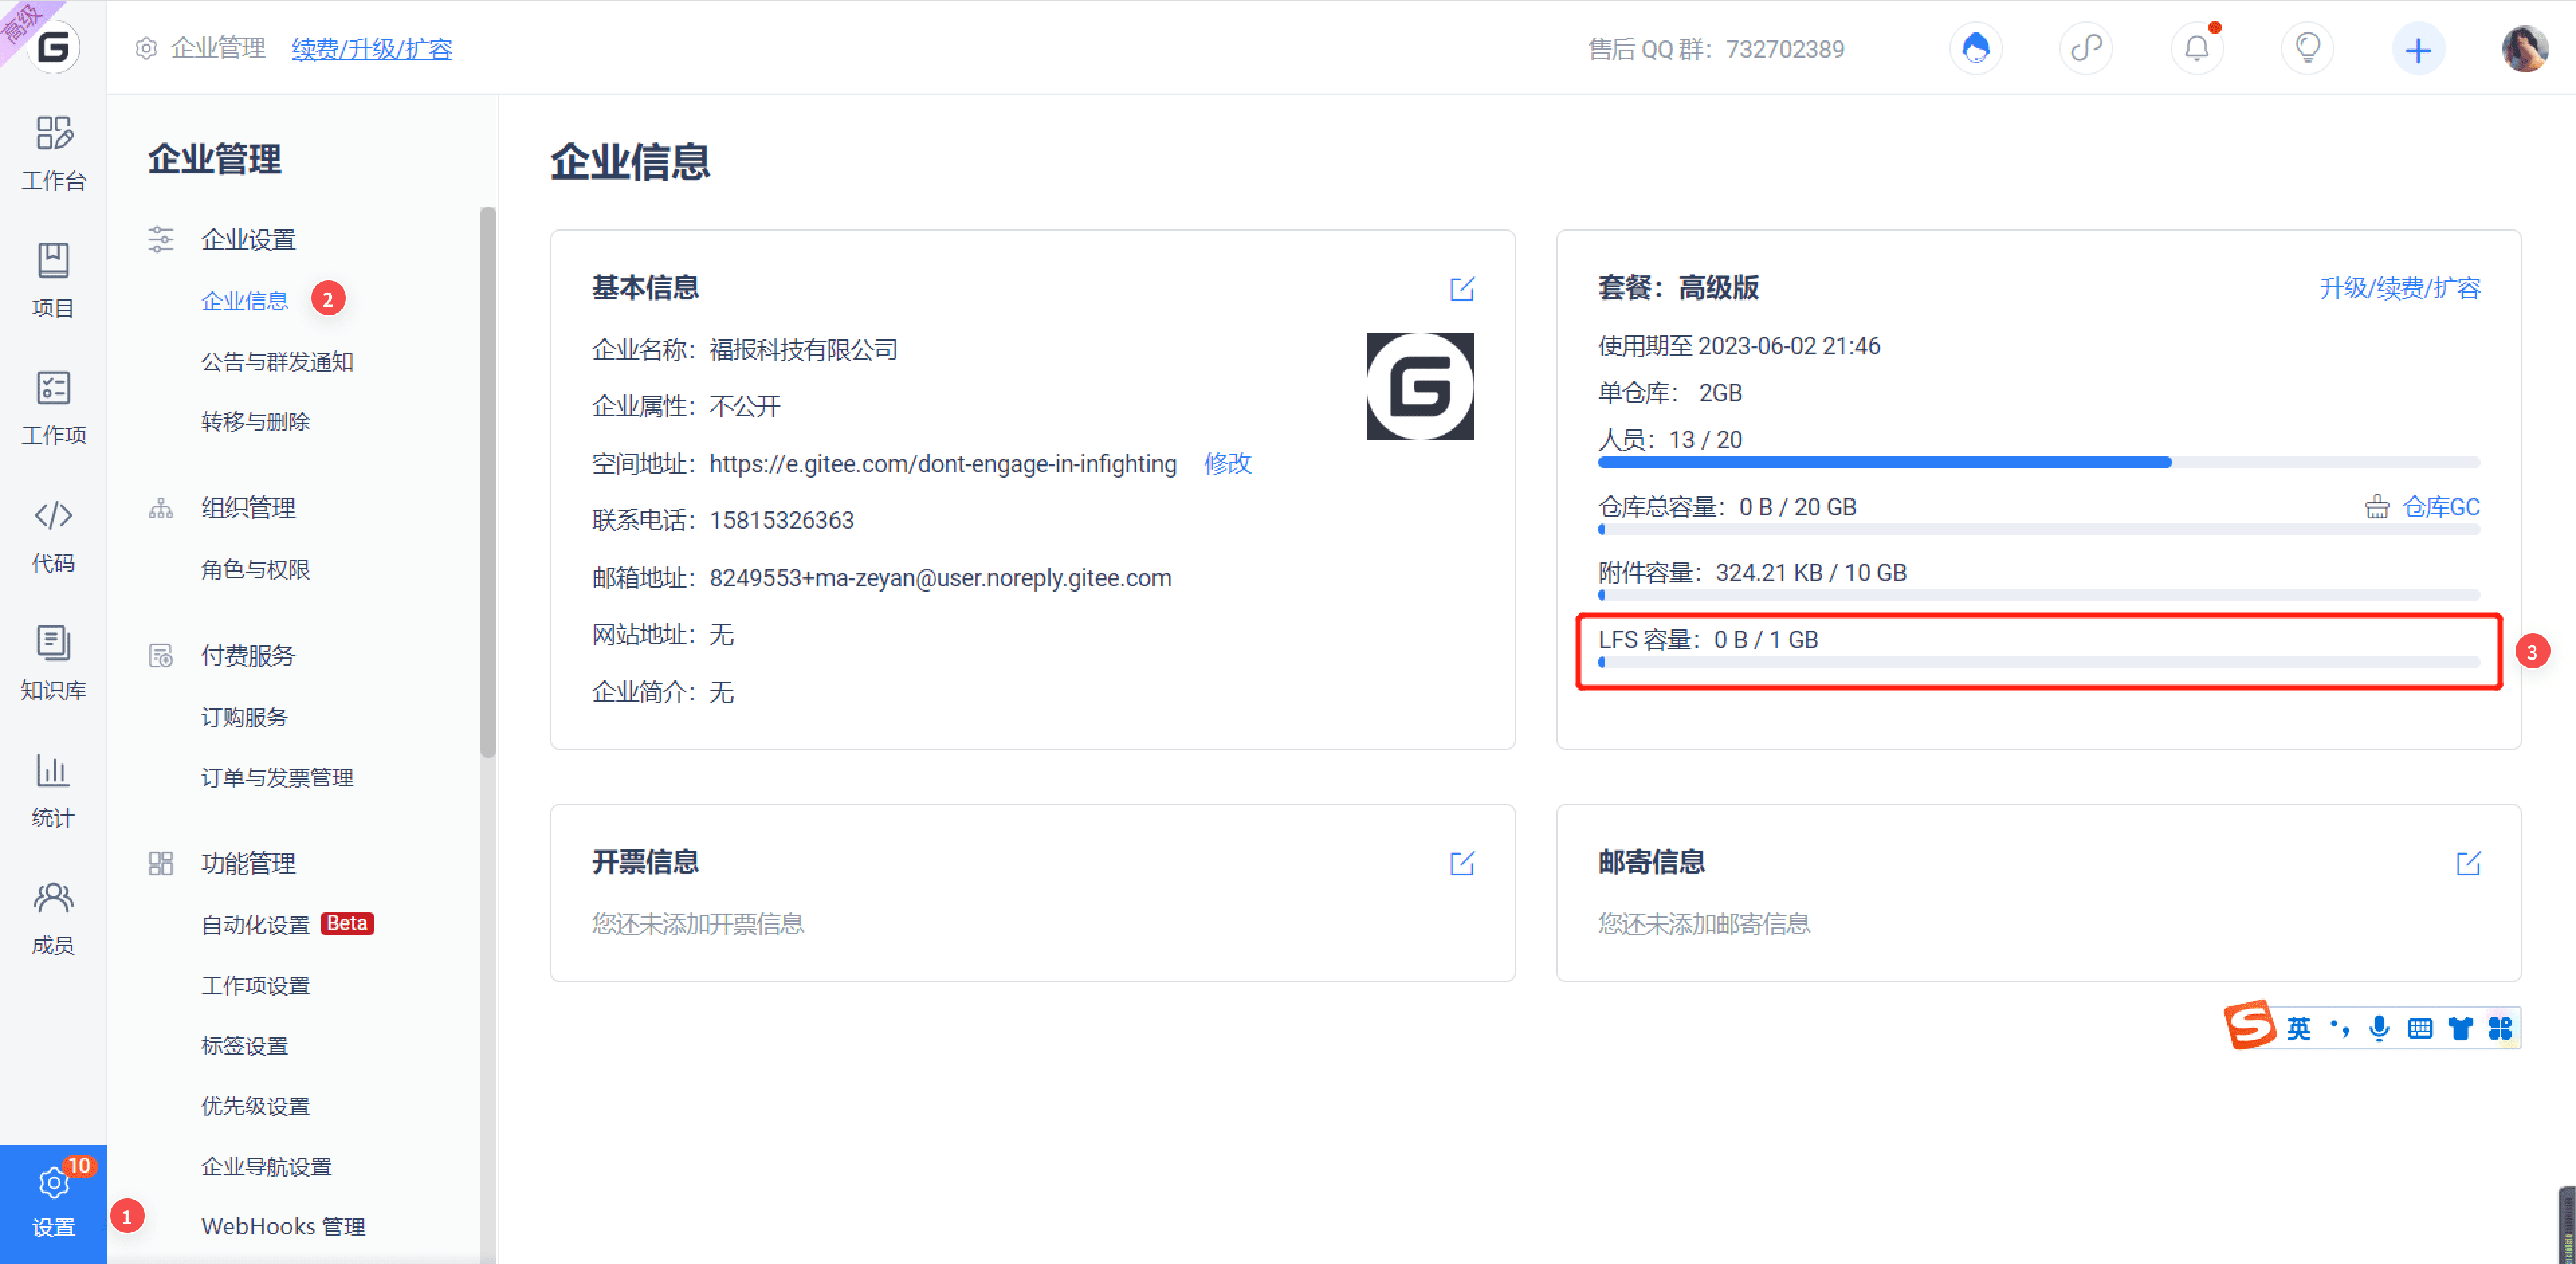 高级
企业管理 续费/升级/扩容
售后 QQ 群：732702389
工作台
项目
工作项
代码
知识库
统计
成员
10
设置
1
企业管理
企业设置
企业信息 2
公告与群发通知
转移与删除
组织管理
角色与权限
付费服务
订购服务
订单与发票管理
功能管理
自动化设置 Beta
工作项设置
标签设置
优先级设置
企业导航设置
WebHooks 管理
企业信息
基本信息
企业名称：福报科技有限公司
企业属性：不公开
空间地址：https://e.gitee.com/dont-engage-in-infighting 修改
联系电话：15815326363
邮箱地址：8249553+ma-zeyan@user.noreply.gitee.com
网站地址：无
企业简介：无
套餐：高级版 升级/续费/扩容
使用期至 2023-06-02 21:46
单仓库： 2GB
人员：13 / 20
仓库总容量：0 B / 20 GB 仓库GC
附件容量：324.21 KB / 10 GB
LFS 容量：0 B / 1 GB
3
开票信息
您还未添加开票信息
邮寄信息
您还未添加邮寄信息
英